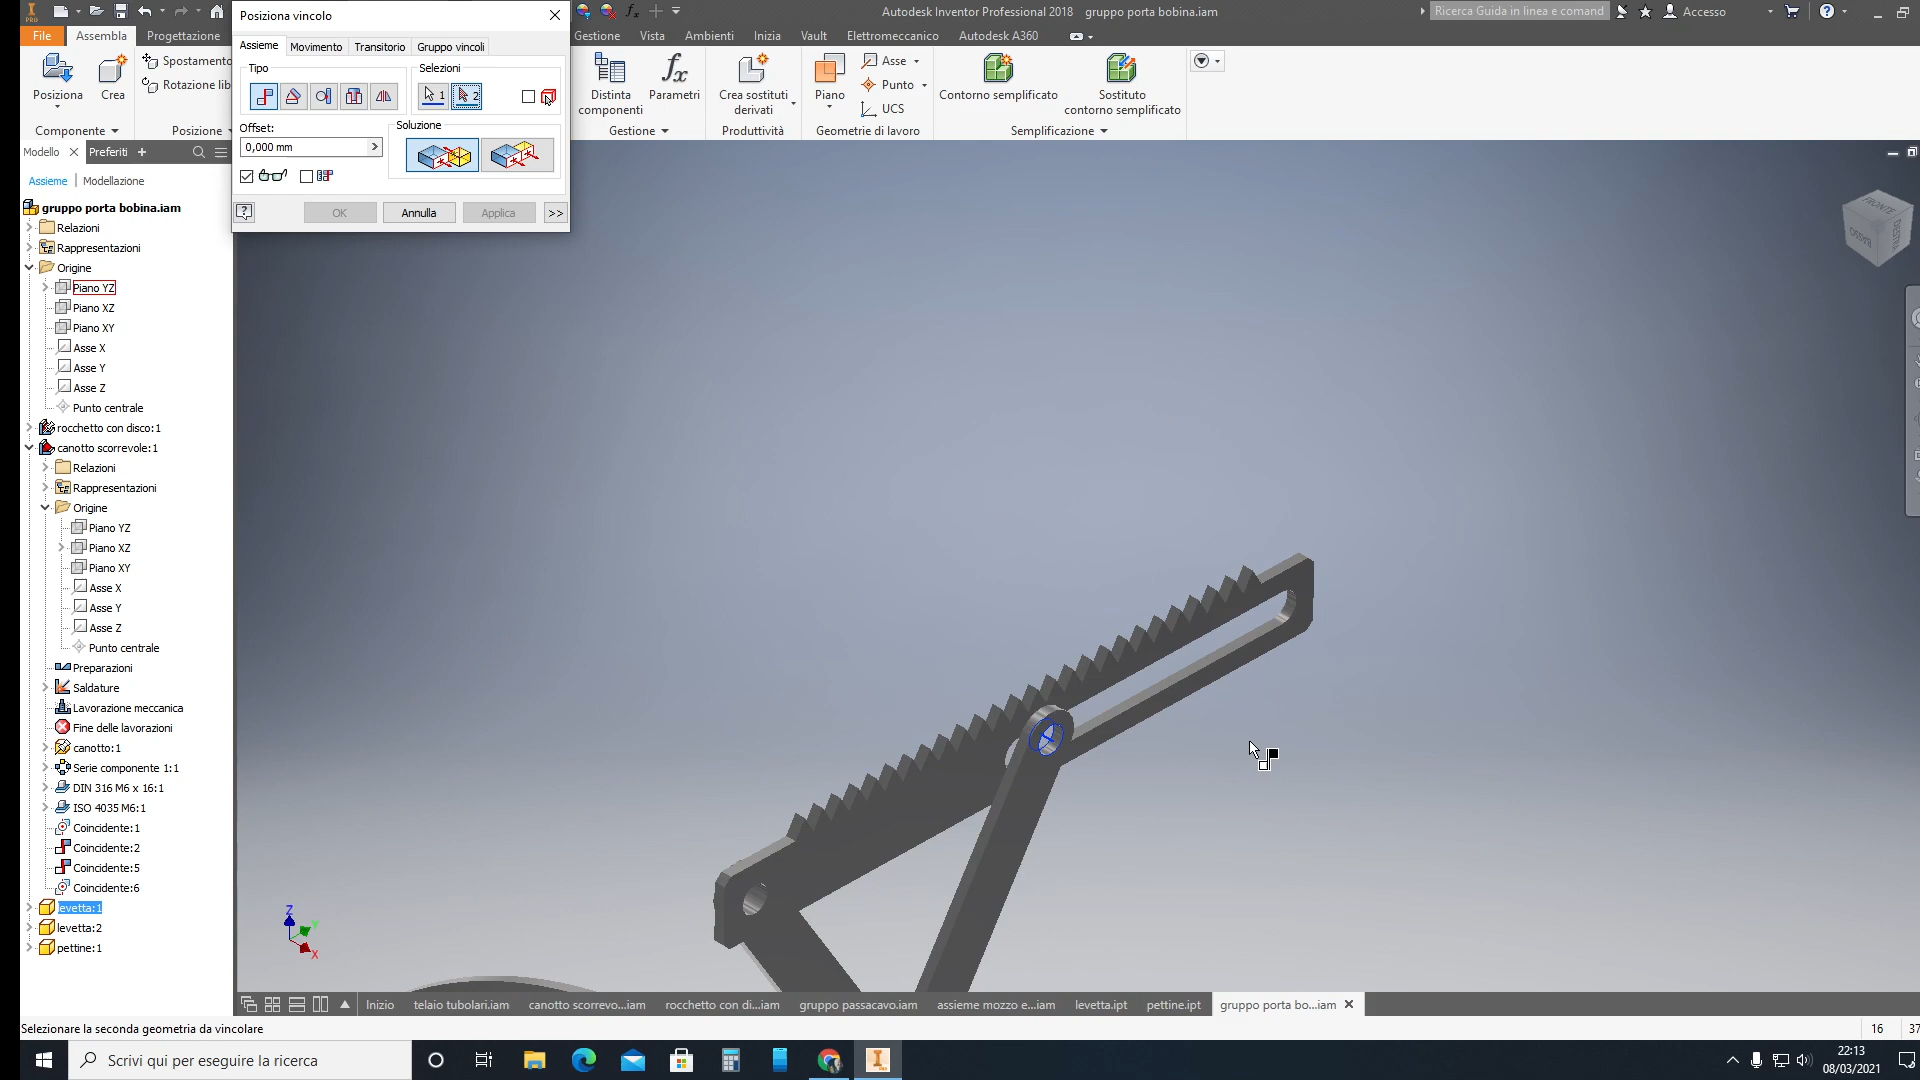 Posiziona vincolo
Autodesk Inventor Professional 2018 gruppo porta bobina.iam
Ricerca Guida in linea e comand
Accesso
PRO
File
Assembla
Progettazione
Gestione
Vista
Ambienti
Inizia
Vault
Elettromeccanico
Autodesk A360
Assieme
Movimento
Transitorio
Gruppo vincoli
Tipo
Selezioni
1
2
Offset:
0,000 mm
Soluzione
OK
Annulla
Applica
>>
Posiziona
Crea
Spostamento
Rotazione lib
Componente
Posizione
Distinta
componenti
Parametri
Crea sostituti
derivati
Piano
Asse
Punto
UCS
Contorno semplificato
Sostituto
contorno semplificato
Gestione
Produttività
Geometrie di lavoro
Semplificazione
Modello
Preferiti
Assieme
Modellazione
gruppo porta bobina.iam
Relazioni
Rappresentazioni
Origine
Piano YZ
Piano XZ
Piano XY
Asse X
Asse Y
Asse Z
Punto centrale
rocchetto con disco:1
canotto scorrevole:1
Relazioni
Rappresentazioni
Origine
Piano YZ
Piano XZ
Piano XY
Asse X
Asse Y
Asse Z
Punto centrale
Preparazioni
Saldature
Lavorazione meccanica
Fine delle lavorazioni
canotto:1
Serie componente 1:1
DIN 316 M6 x 16:1
ISO 4035 M6:1
Coincidente:1
Coincidente:2
Coincidente:5
Coincidente:6
levetta:1
levetta:2
pettine:1
FRONTE
BASSO
Z
Y
X
Inizio
telaio tubolari.iam
canotto scorrevo...iam
rocchetto con di...iam
gruppo passacavo.iam
assieme mozzo e...iam
levetta.ipt
pettine.ipt
gruppo porta bo...iam
Selezionare la seconda geometria da vincolare
16
37
Scrivi qui per eseguire la ricerca
22:13
08/03/2021